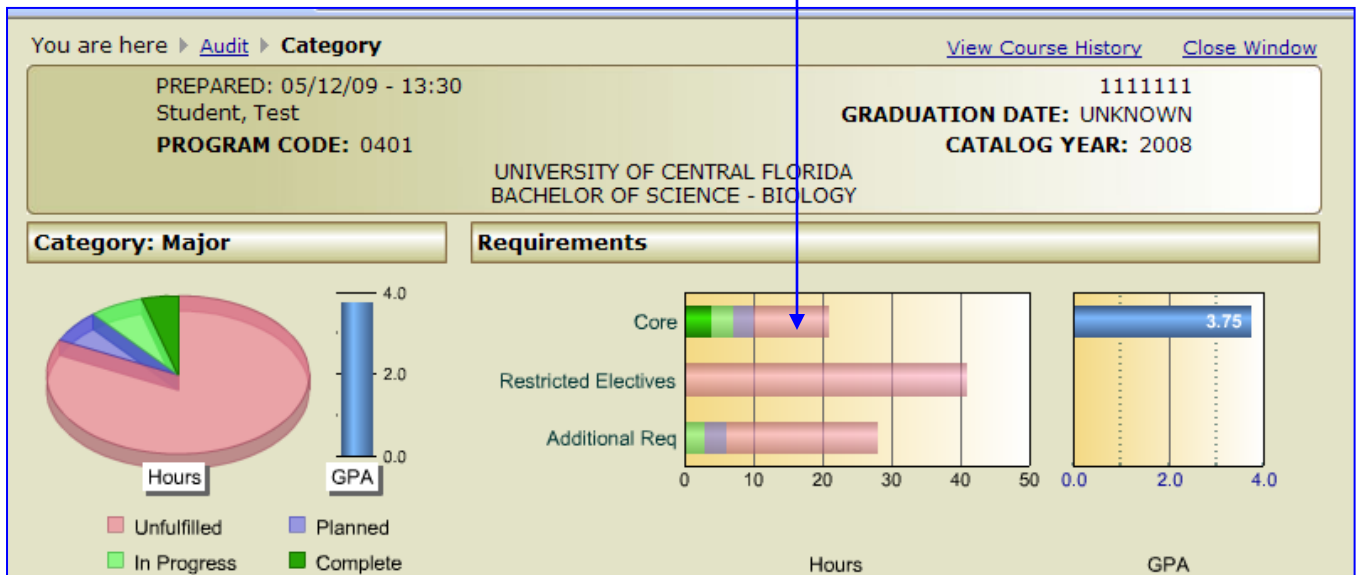 You are here Audit Category View Course History Close Window
PREPARED: 05/12/09 - 13:30 1111111
Student, Test GRADUATION DATE: UNKNOWN
PROGRAM CODE: 0401 CATALOG YEAR: 2008
UNIVERSITY OF CENTRAL FLORIDA
BACHELOR OF SCIENCE - BIOLOGY
Category: Major Requirements
4.0
2.0
0.0
Hours GPA
Unfulfilled Planned
In Progress Complete
Core 3.75
Restricted Electives
Additional Req
0 10 20 30 40 50 0.0 2.0 4.0
Hours GPA